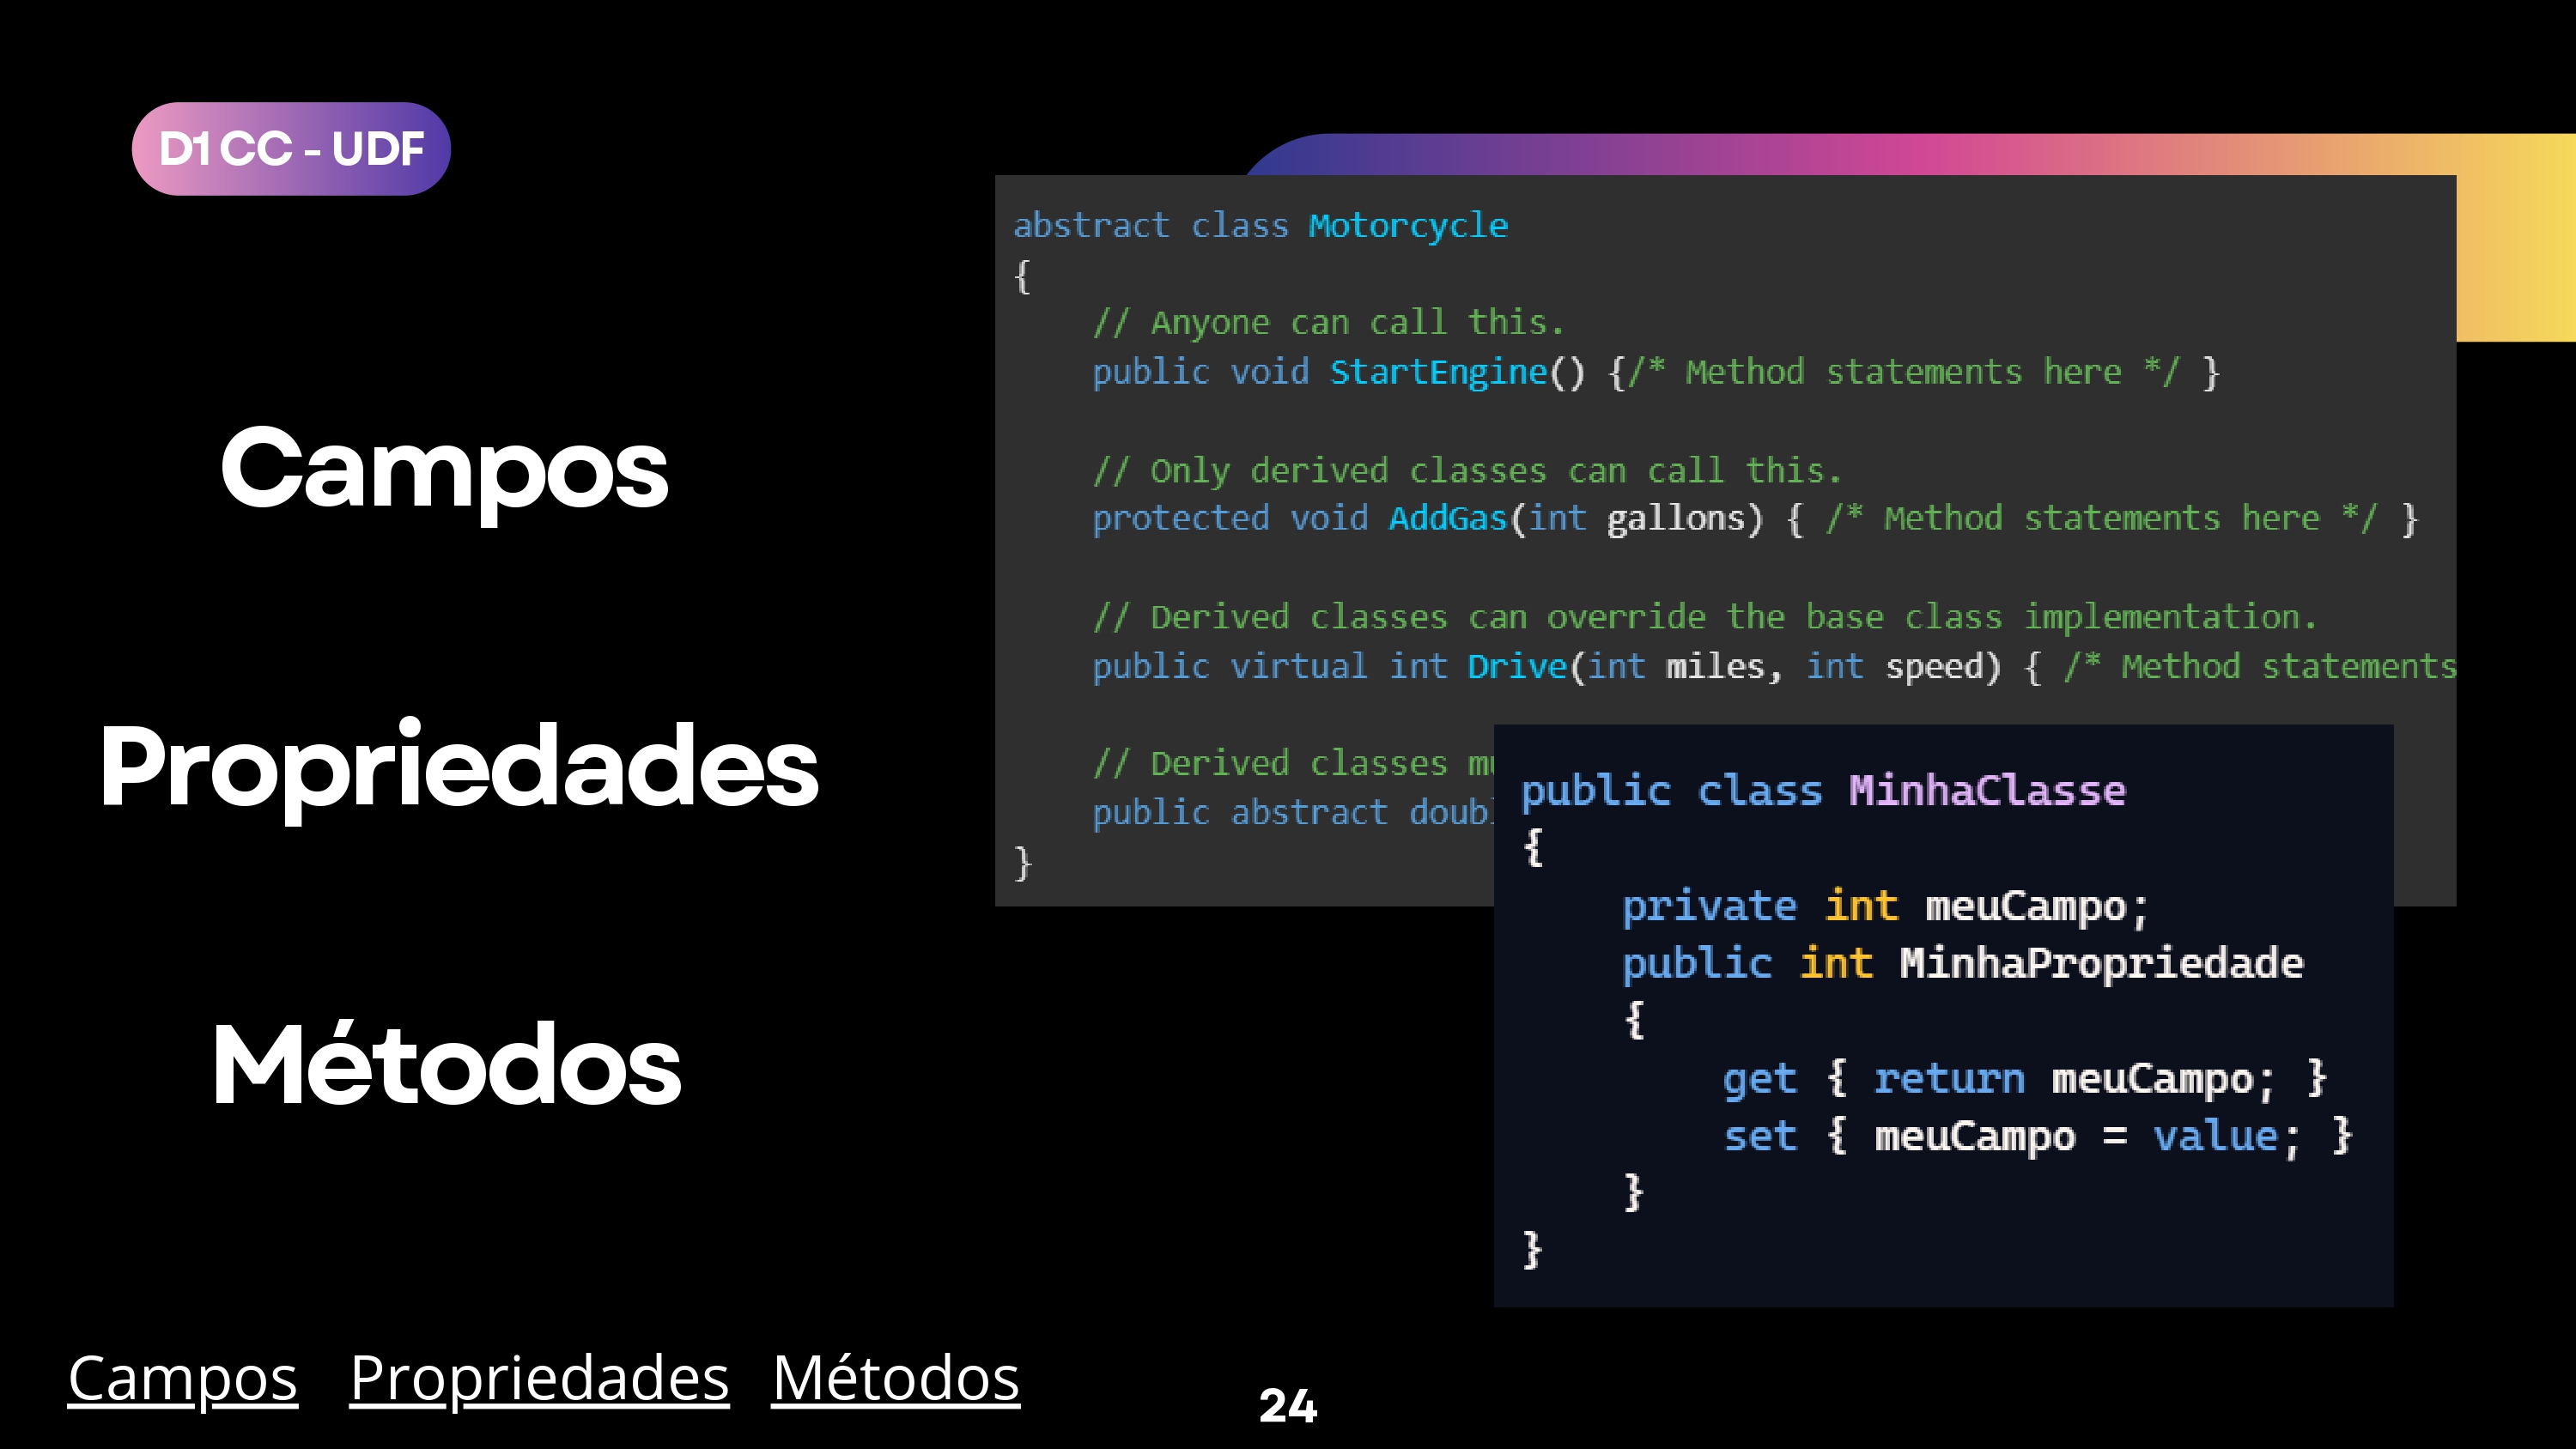 D1 CC - UDF
Campos
Propriedades
Métodos
abstract class Motorcycle
{
    // Anyone can call this.
    public void StartEngine() {/* Method statements here */ }
    // Only derived classes can call this.
    protected void AddGas(int gallons) { /* Method statements here */ }
    // Derived classes can override the base class implementation.
    public virtual int Drive(int miles, int speed) { /* Method statements
    // Derived classes
    public abstract
}
public class MinhaClasse
{
    private int meuCampo;
    public int MinhaPropriedade
    {
        get { return meuCampo; }
        set { meuCampo = value; }
    }
}
Campos Propriedades Métodos
24